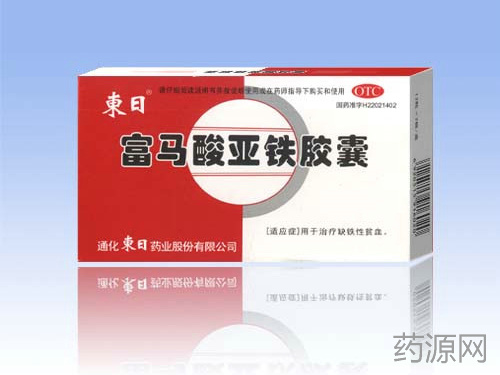 東日
请仔细阅读说明书并按说明使用或在药师指导下购买和使用
OTC
国药准字H22021402
富马酸亚铁胶囊
[适应症]用于治疗缺铁性贫血。
通化東日药业股份有限公司
药源网